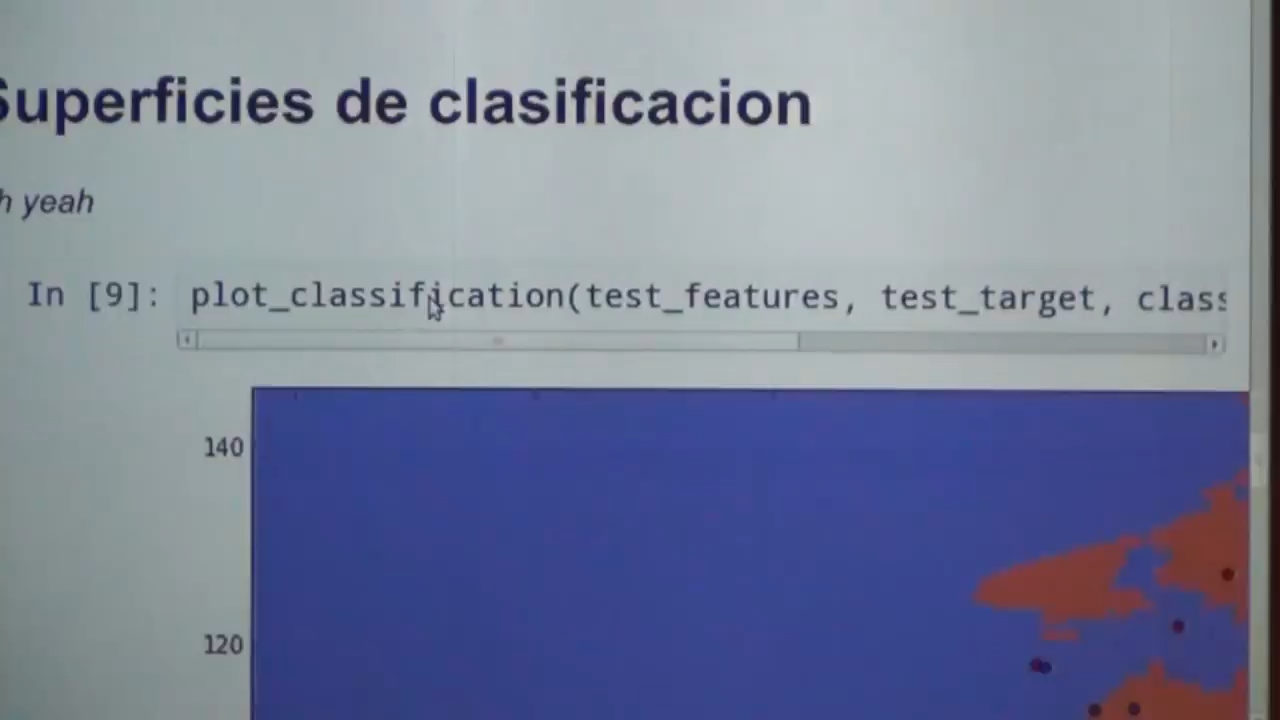 Superficies de clasificacion
h yeah
In [9]: plot_classification(test_features, test_target, class
140
120